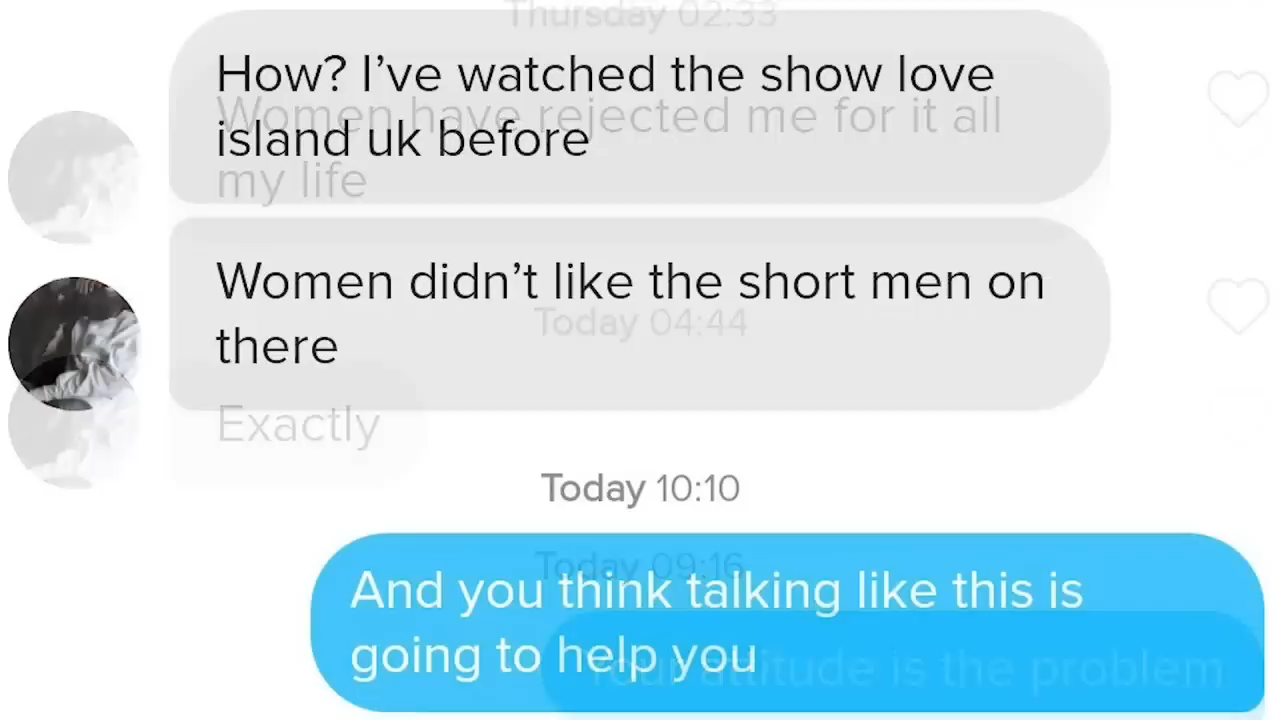 Thursday 02:33
How? I’ve watched the show love
Women have rejected me for it all
island uk before
my life
Women didn’t like the short men on
Today 04:44
there
Exactly
Today 10:10
Today 09:16
And you think talking like this is
going to help you
Your attitude is the problem